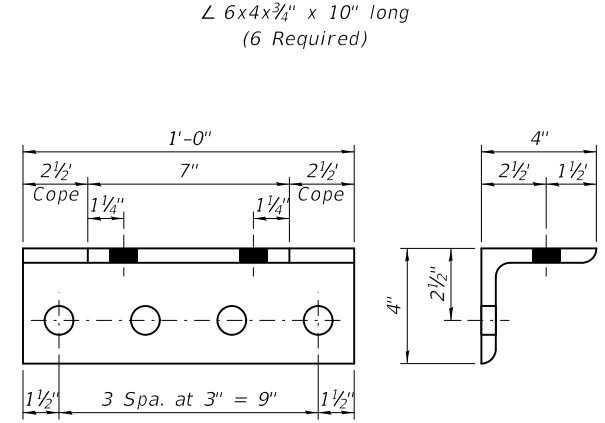 ∠ 6x4x¾" x 10" long
(6 Required)
1'-0"
4"
2½' 7" 2½'
2½" 1½"
Cope Cope
1¼" 1¼"
4" 2½"
1½" 3 Spa. at 3" = 9" 1½"